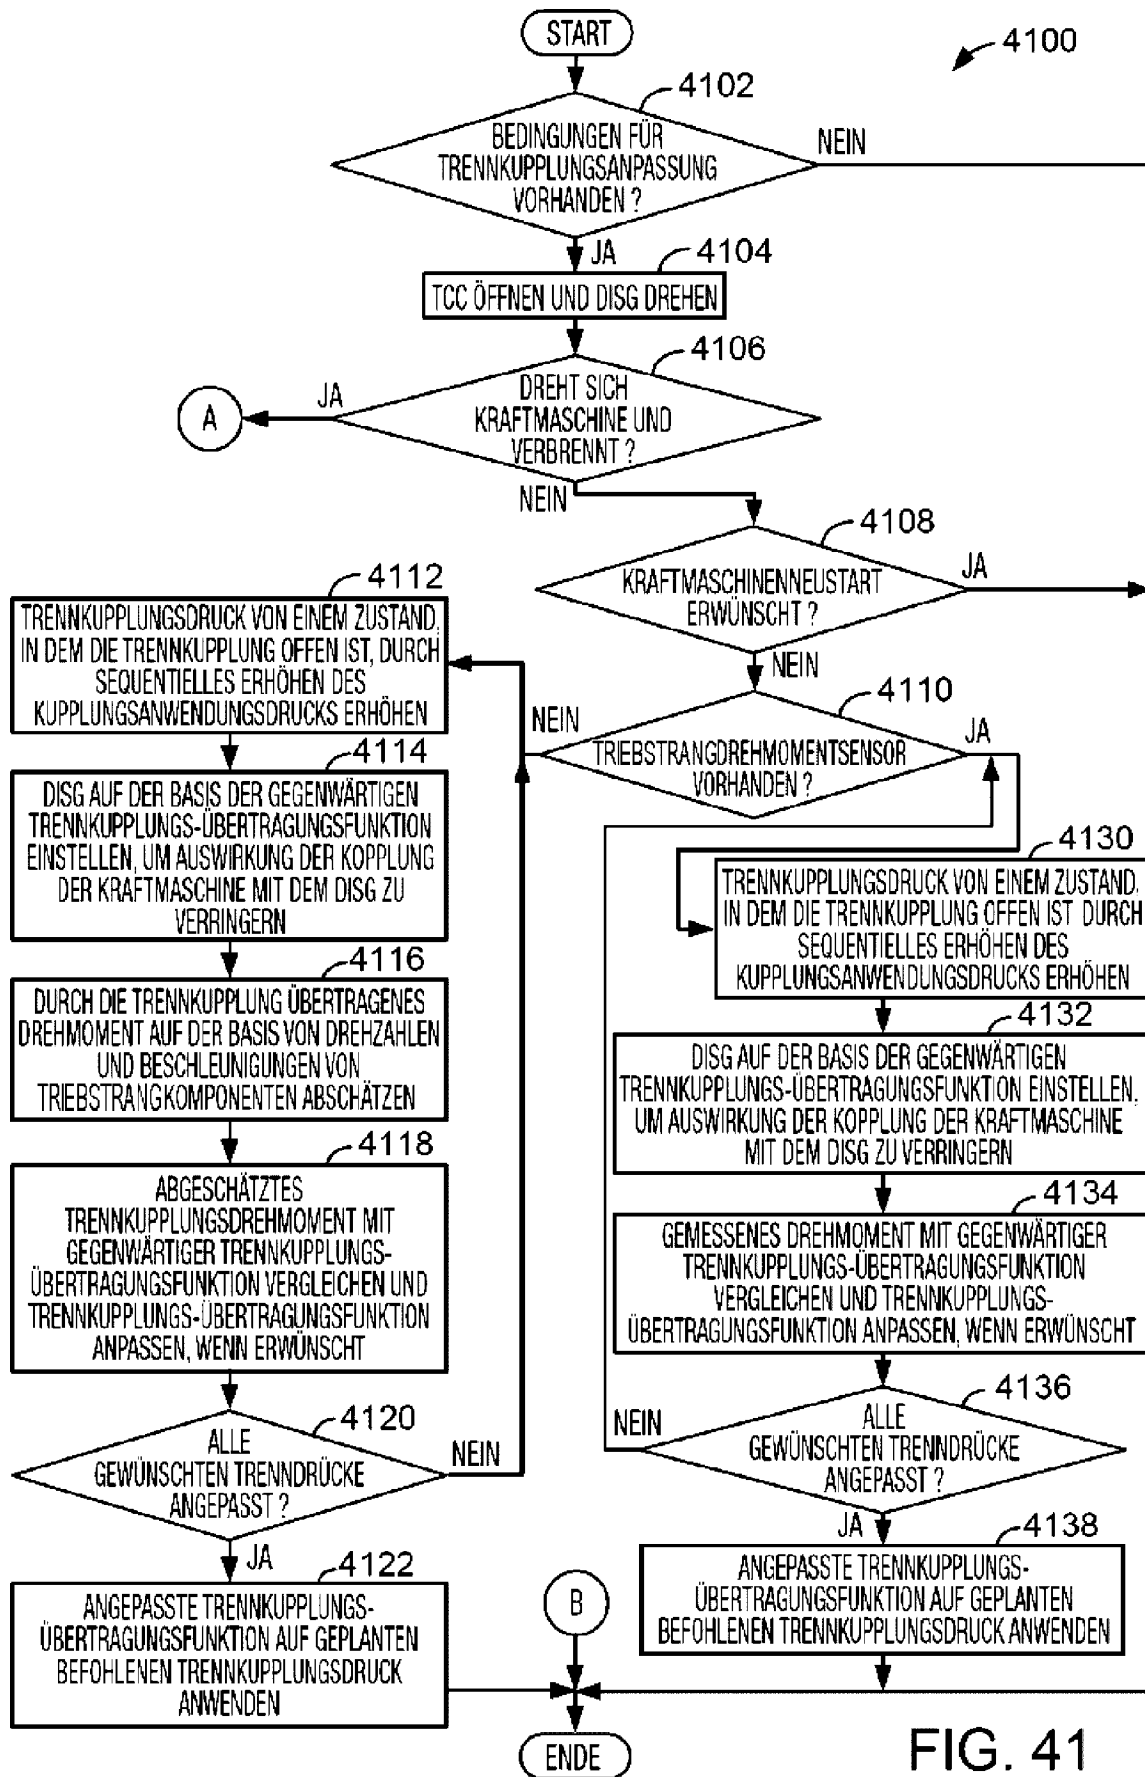 START
4100
4102
BEDINGUNGEN FÜR
TRENNKUPPLUNGSANPASSUNG
VORHANDEN ?
NEIN
JA
4104
TCC ÖFFNEN UND DISG DREHEN
4106
DREHT SICH
KRAFTMASCHINE UND
VERBRENNT ?
JA
A
NEIN
4108
KRAFTMASCHINENNEUSTART
ERWÜNSCHT ?
JA
NEIN
4110
TRIEBSTRANGDREHMOMENTSENSOR
VORHANDEN ?
NEIN
JA
4112
TRENNKUPPLUNGSDRUCK VON EINEM ZUSTAND,
IN DEM DIE TRENNKUPPLUNG OFFEN IST, DURCH
SEQUENTIELLES ERHÖHEN DES
KUPPLUNGSANWENDUNGSDRUCKS ERHÖHEN
4114
DISG AUF DER BASIS DER GEGENWÄRTIGEN
TRENNKUPPLUNGS-ÜBERTRAGUNGSFUNKTION
EINSTELLEN, UM AUSWIRKUNG DER KOPPLUNG
DER KRAFTMASCHINE MIT DEM DISG ZU
VERRINGERN
4116
DURCH DIE TRENNKUPPLUNG ÜBERTRAGENES
DREHMOMENT AUF DER BASIS VON DREHZAHLEN
UND BESCHLEUNIGUNGEN VON
TRIEBSTRANGKOMPONENTEN ABSCHÄTZEN
4118
ABGESCHÄTZTES
TRENNKUPPLUNGSDREHMOMENT MIT
GEGENWÄRTIGER TRENNKUPPLUNGS-
ÜBERTRAGUNGSFUNKTION VERGLEICHEN UND
TRENNKUPPLUNGS-ÜBERTRAGUNGSFUNKTION
ANPASSEN, WENN ERWÜNSCHT
4120
ALLE
GEWÜNSCHTEN TRENNDRÜCKE
ANGEPASST ?
NEIN
JA
4122
ANGEPASSTE TRENNKUPPLUNGS-
ÜBERTRAGUNGSFUNKTION AUF GEPLANTEN
BEFOHLENEN TRENNKUPPLUNGSDRUCK
ANWENDEN
4130
TRENNKUPPLUNGSDRUCK VON EINEM ZUSTAND,
IN DEM DIE TRENNKUPPLUNG OFFEN IST DURCH
SEQUENTIELLES ERHÖHEN DES
KUPPLUNGSANWENDUNGSDRUCKS ERHÖHEN
4132
DISG AUF DER BASIS DER GEGENWÄRTIGEN
TRENNKUPPLUNGS-ÜBERTRAGUNGSFUNKTION EINSTELLEN,
UM AUSWIRKUNG DER KOPPLUNG DER KRAFTMASCHINE
MIT DEM DISG ZU VERRINGERN
4134
GEMESSENES DREHMOMENT MIT GEGENWÄRTIGER
TRENNKUPPLUNGS-ÜBERTRAGUNGSFUNKTION
VERGLEICHEN UND TRENNKUPPLUNGS-
ÜBERTRAGUNGSFUNKTION ANPASSEN, WENN ERWÜNSCHT
4136
ALLE
GEWÜNSCHTEN TRENNDRÜCKE
ANGEPASST ?
NEIN
JA
4138
ANGEPASSTE TRENNKUPPLUNGS-
ÜBERTRAGUNGSFUNKTION AUF GEPLANTEN
BEFOHLENEN TRENNKUPPLUNGSDRUCK ANWENDEN
B
ENDE
FIG. 41